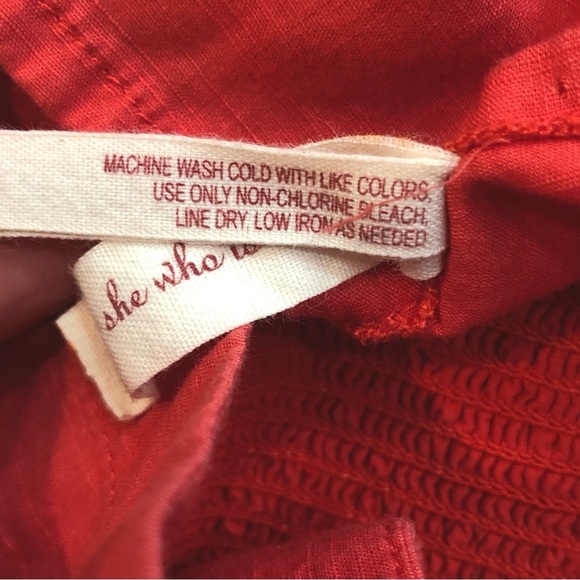 MACHINE WASH COLD WITH LIKE COLORS,
USE ONLY NON-CHLORINE BLEACH,
LINE DRY, LOW IRON AS NEEDED
she who